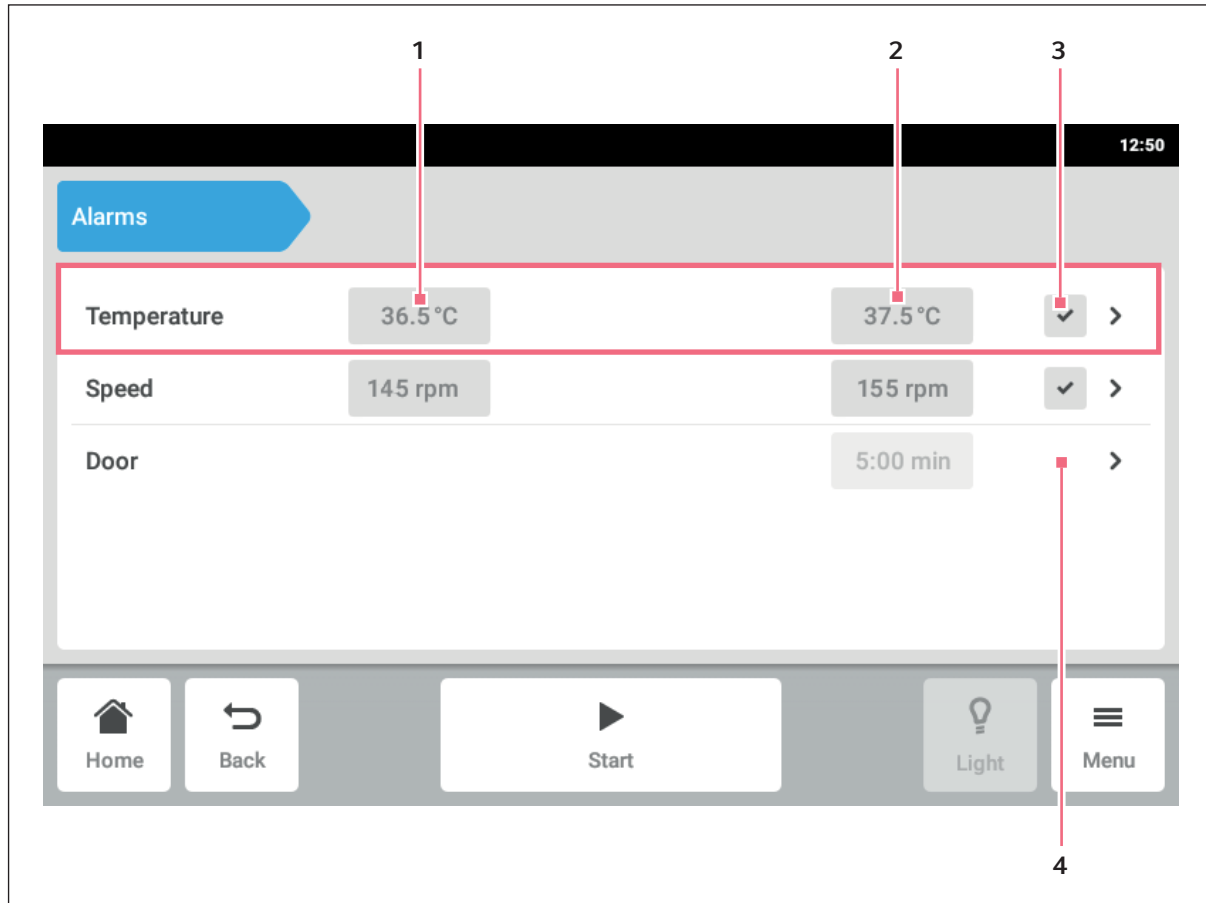 1 2 3
12:50
Alarms
Temperature 36.5 °C 37.5 °C
Speed 145 rpm 155 rpm
Door 5:00 min
Home Back Start Light Menu
4